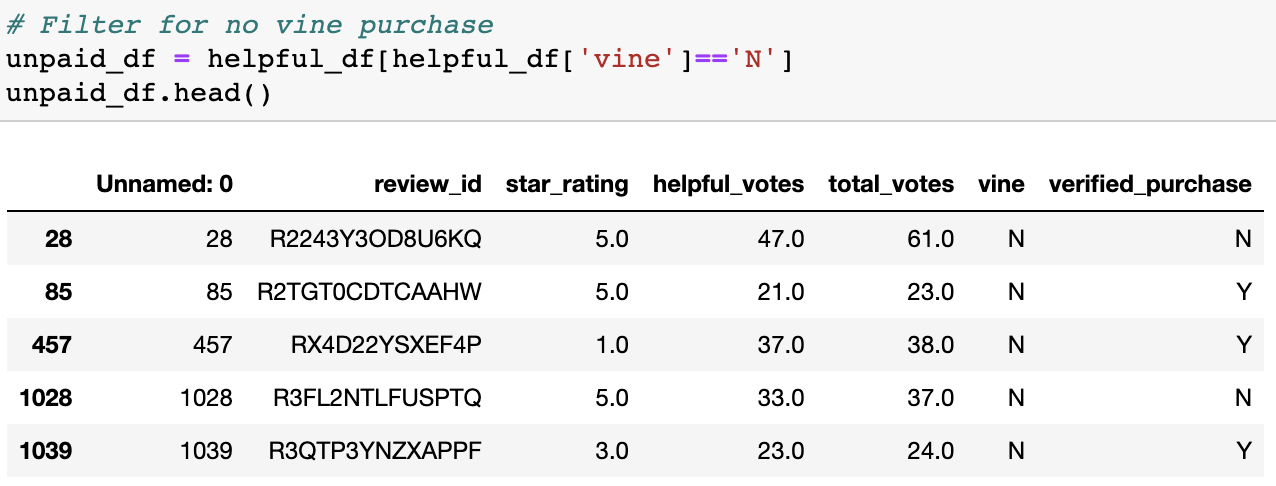 # Filter for no vine purchase
unpaid_df = helpful_df[helpful_df['vine']=='N']
unpaid_df.head()
Unnamed: 0 review_id star_rating helpful_votes total_votes vine verified_purchase
28 28 R2243Y3OD8U6KQ 5.0 47.0 61.0 N N
85 85 R2TGT0CDTCAAHW 5.0 21.0 23.0 N Y
457 457 RX4D22YSXEF4P 1.0 37.0 38.0 N Y
1028 1028 R3FL2NTLFUSPTQ 5.0 33.0 37.0 N N
1039 1039 R3QTP3YNZXAPPF 3.0 23.0 24.0 N Y